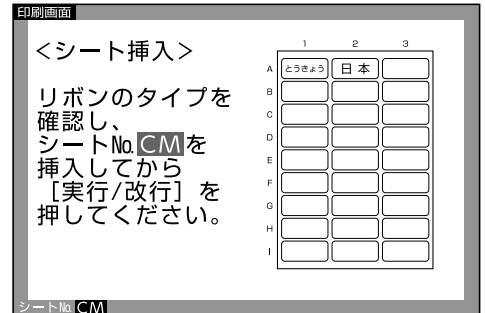 印刷画面
<シート挿入>
リボンのタイプを
確認し、
シート№CMを
挿入してから
［実行/改行］を
押してください。
1 2 3
A とうきょう 日本
B
C
D
E
F
G
H
I
シート№CM